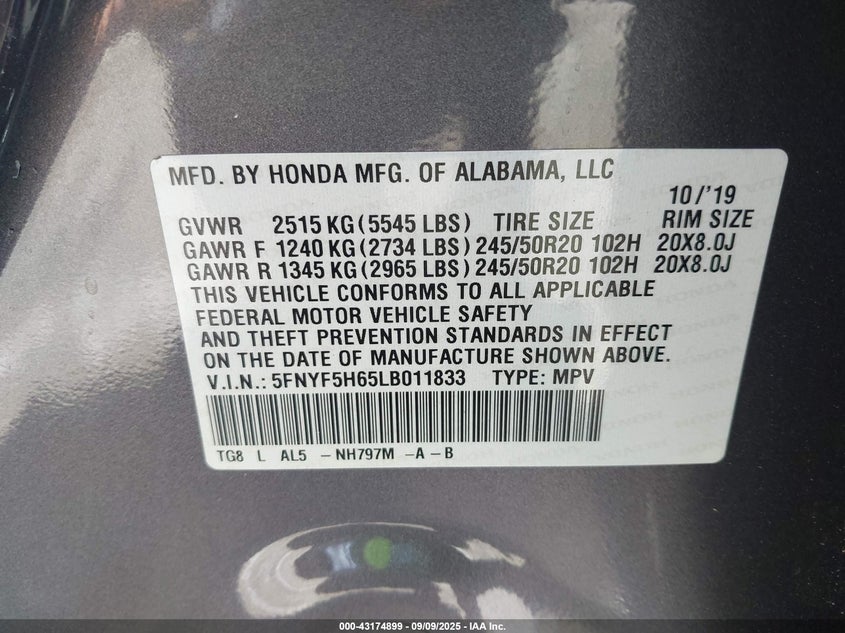 MFD. BY HONDA MFG. OF ALABAMA, LLC
10/'19
GVWR 2515 KG (5545 LBS) TIRE SIZE RIM SIZE
GAWR F 1240 KG (2734 LBS) 245/50R20 102H 20X8.0J
GAWR R 1345 KG (2965 LBS) 245/50R20 102H 20X8.0J
THIS VEHICLE CONFORMS TO ALL APPLICABLE
FEDERAL MOTOR VEHICLE SAFETY
AND THEFT PREVENTION STANDARDS IN EFFECT
ON THE DATE OF MANUFACTURE SHOWN ABOVE.
V.I.N.: 5FNYF5H65LB011833 TYPE: MPV
TG8 L AL5 -NH797M -A-B
000-43174899 - 09/09/2025 - IAA Inc.